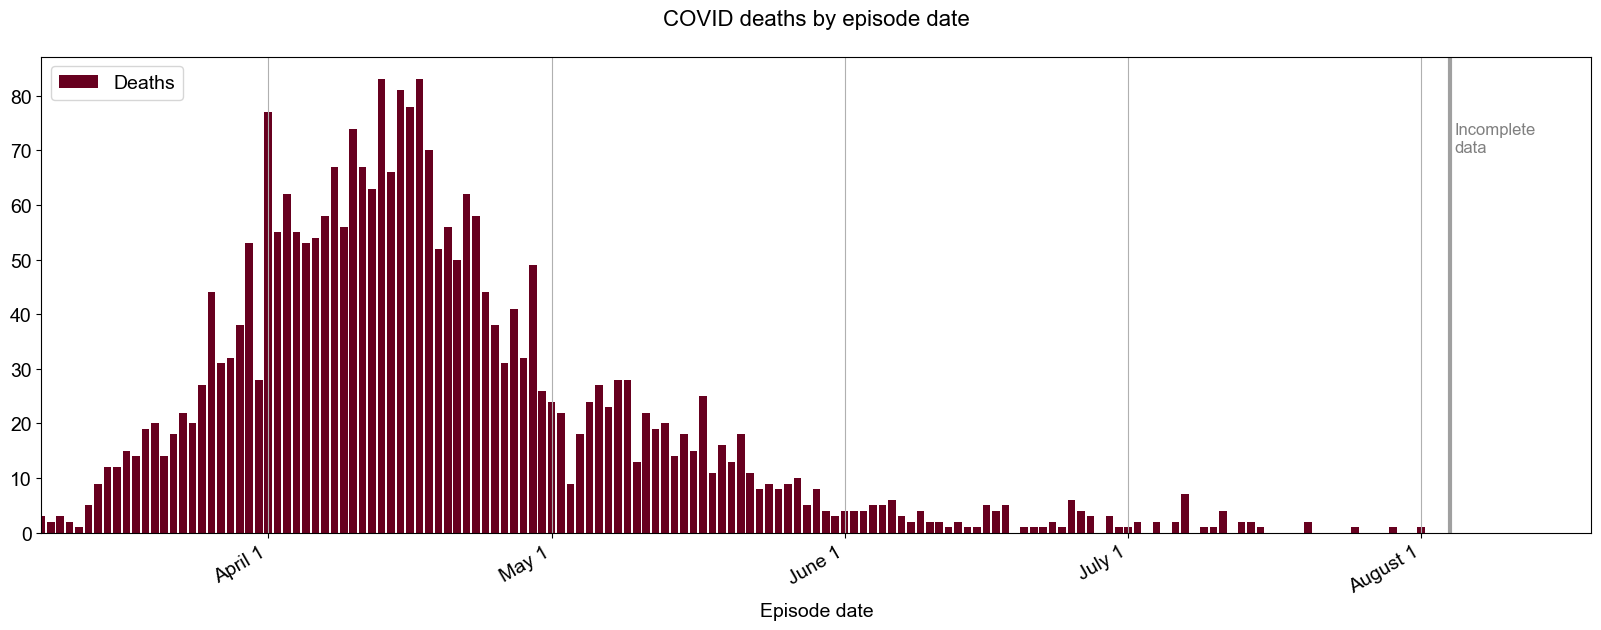 COVID deaths by episode date
Deaths
80
70
60
50
40
30
20
10
0
Incomplete
data
April 1
May 1
June 1
July 1
August 1
Episode date